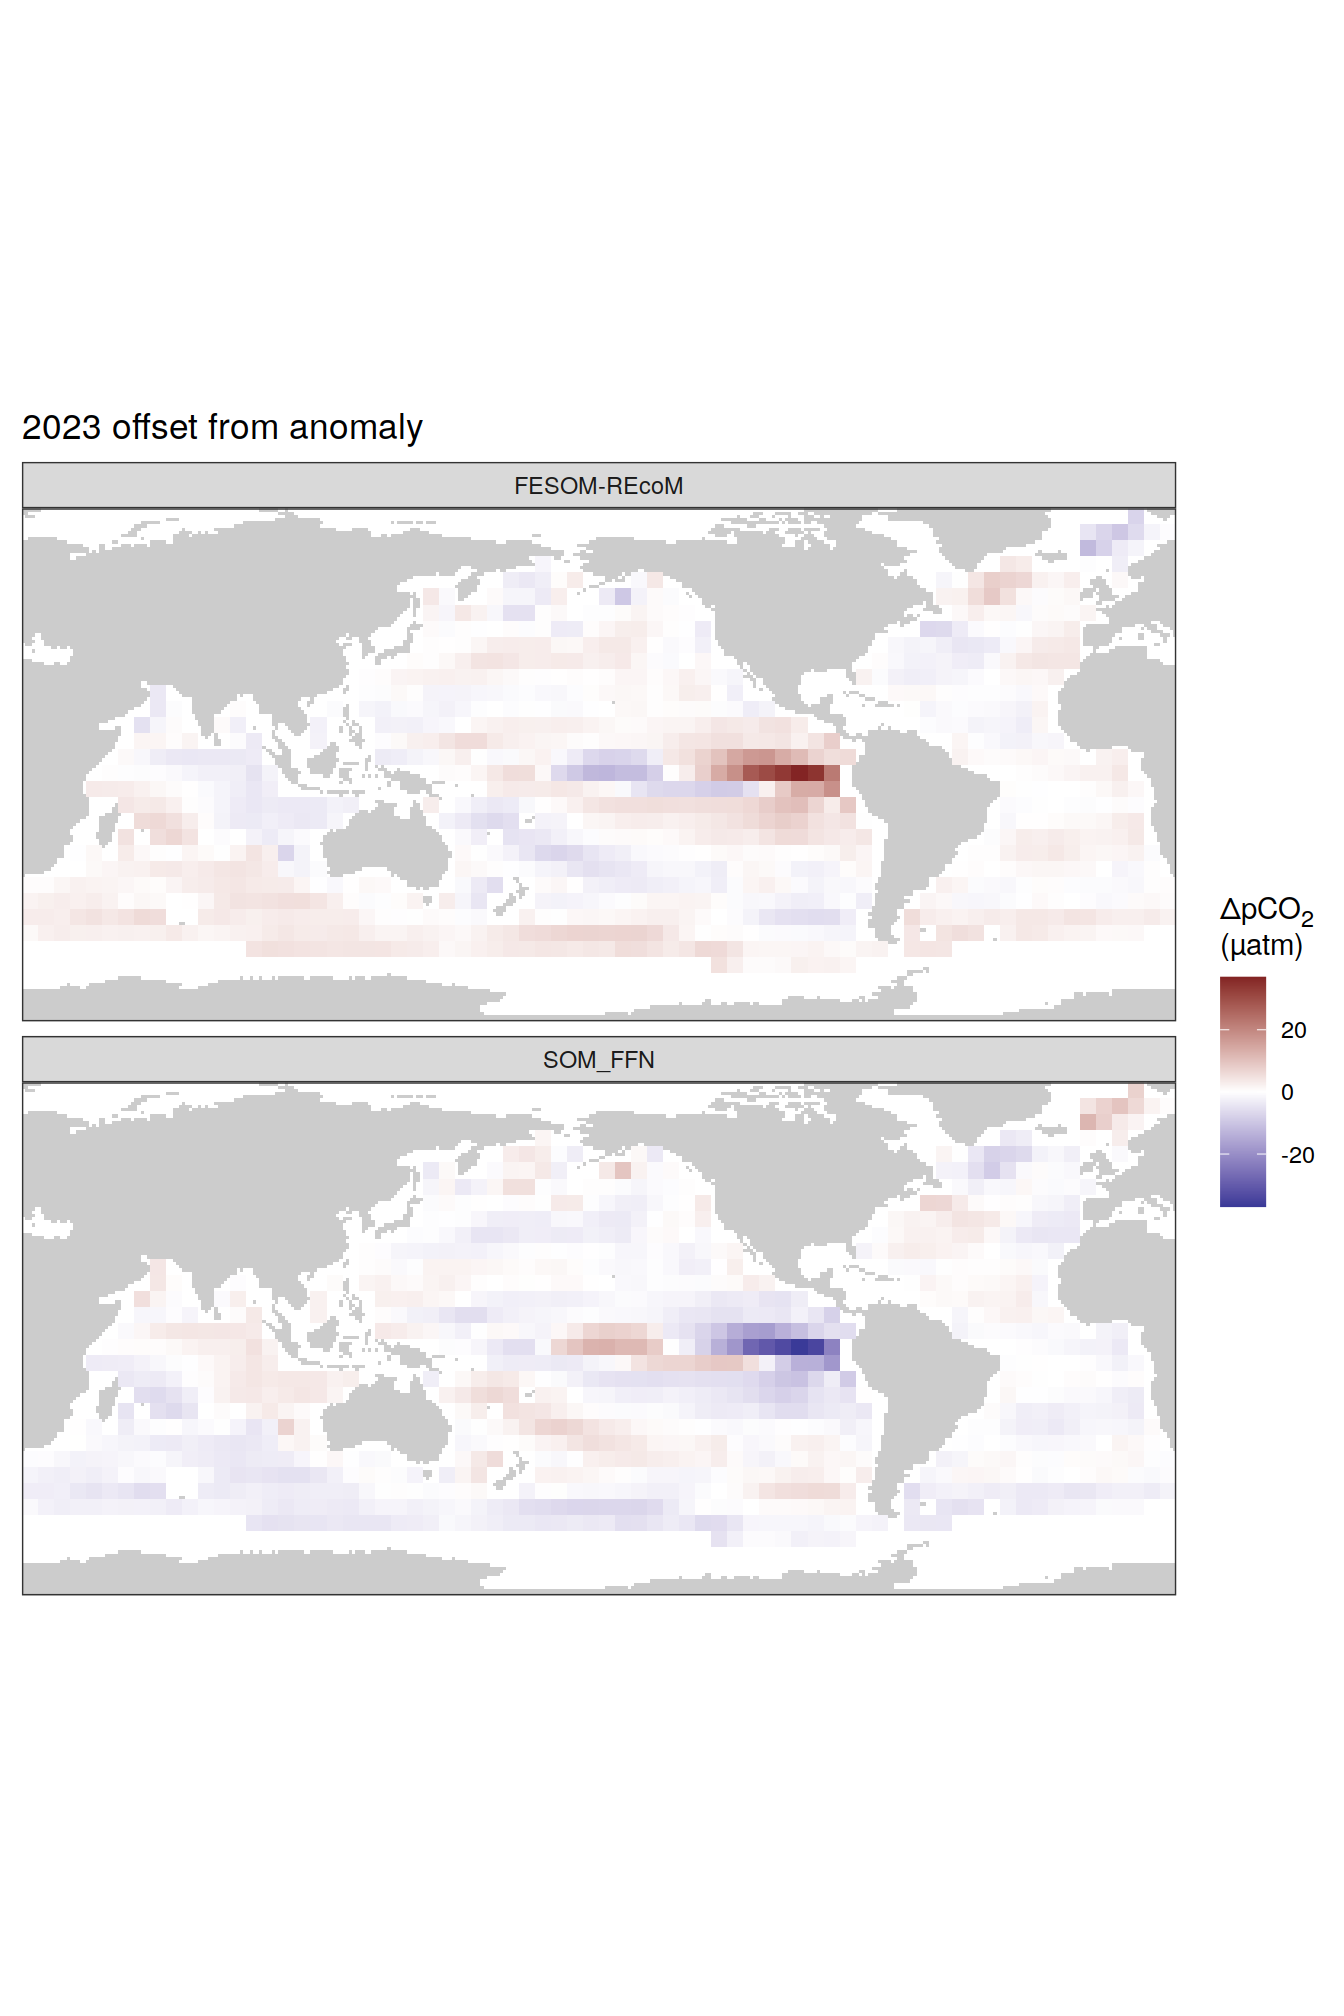 2023 offset from anomaly
FESOM-REcoM
SOM_FFN
ΔpCO₂
(µatm)
20
0
-20